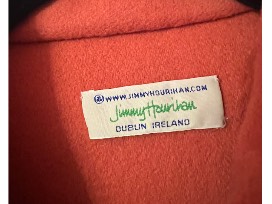 @ WWW.JIMMYHOURIHAN.COM
Jimmy Hourihan
DUBLIN IRELAND